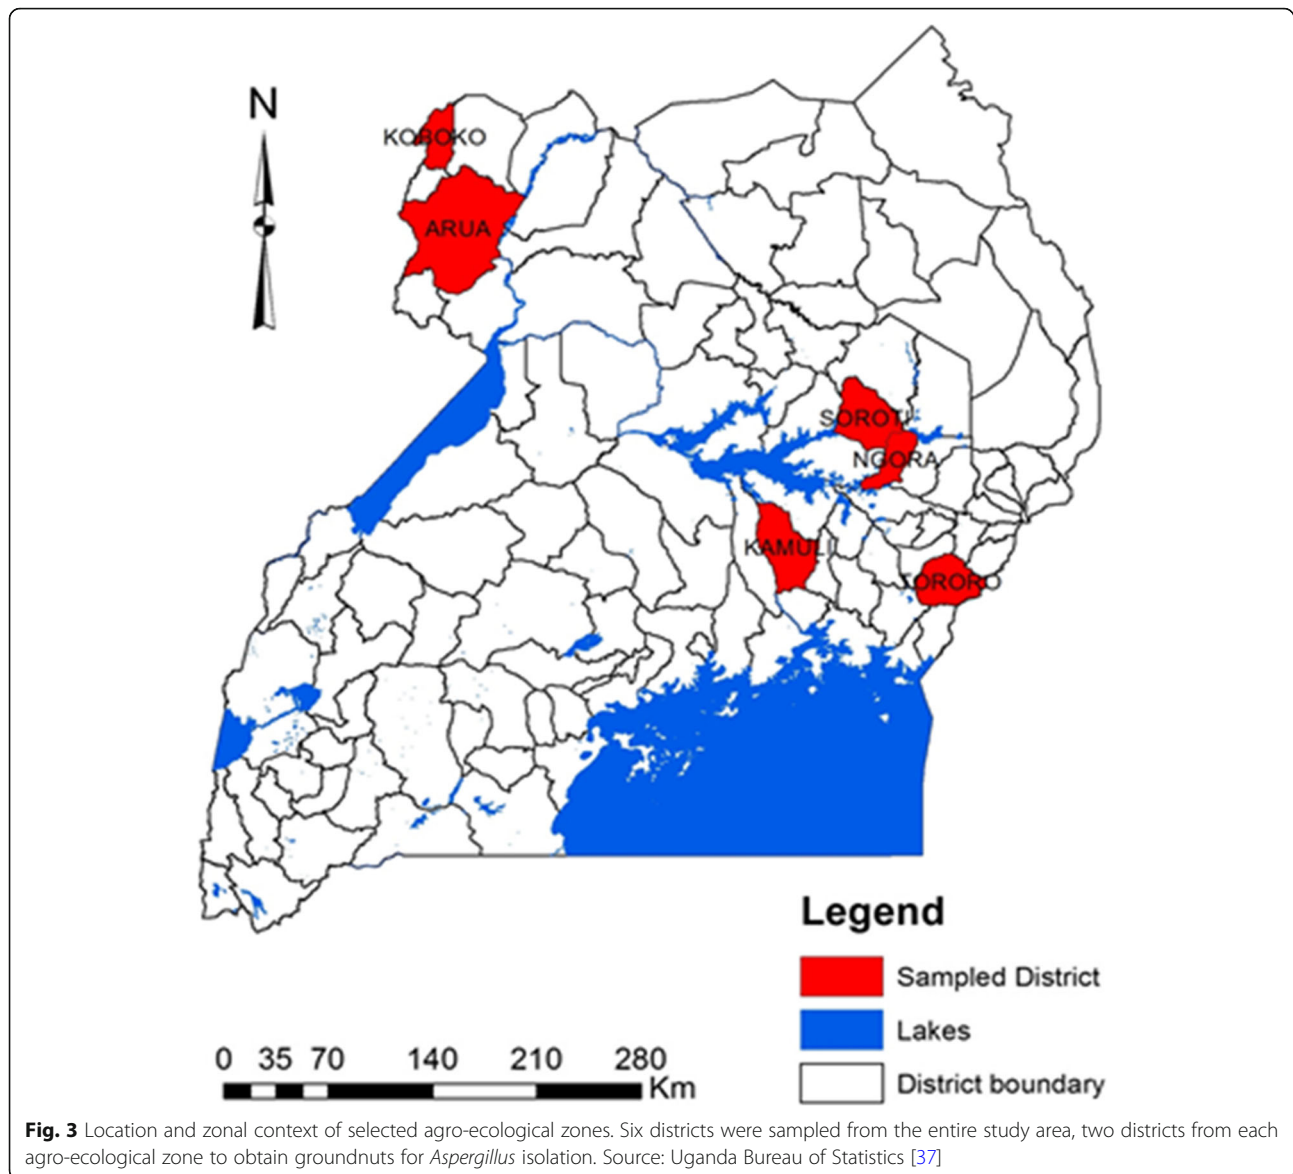 N
KOBOKO
ARUA
SOROTI
NGORA
KAMULI
TORORO
Legend
Sampled District
Lakes
District boundary
0 35 70 140 210 280
Km
Fig. 3 Location and zonal context of selected agro-ecological zones. Six districts were sampled from the entire study area, two districts from each
agro-ecological zone to obtain groundnuts for Aspergillus isolation. Source: Uganda Bureau of Statistics [37]